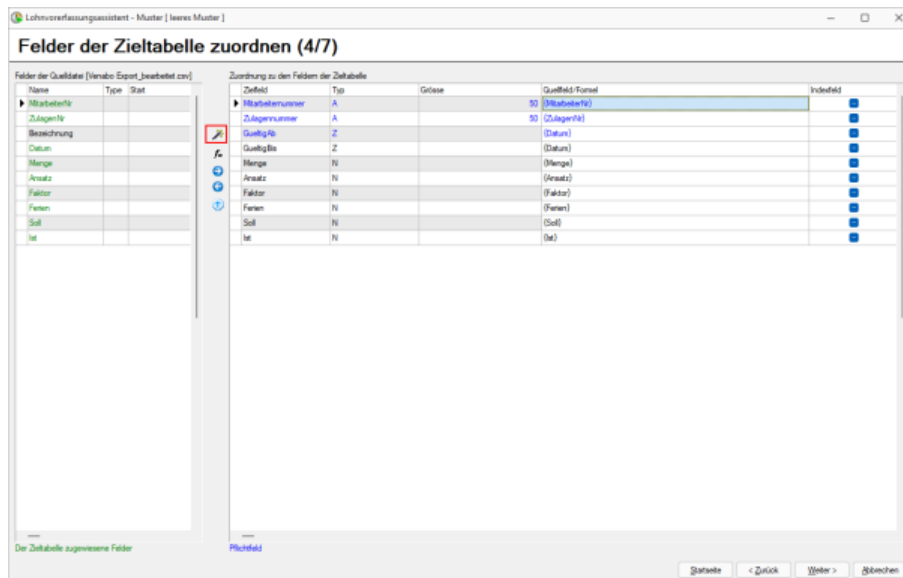 Lohnvorerfassungsassistent - Muster [ leeres Muster ]
Felder der Zieltabelle zuordnen (4/7)
Felder der Quelldatei [Venabo Export_bearbeitet.csv]
Zuordnung zu den Feldern der Zieltabelle
Name Type Start
Zielfeld Typ Grösse Quellfeld/Formel Indexfeld
MitarbeiterNr
Mitarbeiternummer A 50 {MitarbeiterNr}
ZulagenNr
Zulagennummer A 50 {ZulagenNr}
Bezeichnung
GueltigAb Z {Datum}
Datum
GueltigBis Z {Datum}
Menge
Menge N {Menge}
Ansatz
Ansatz N {Ansatz}
Faktor
Faktor N {Faktor}
Ferien
Ferien N {Ferien}
Soll
Soll N {Soll}
Ist
Ist N {Ist}
Der Zieltabelle zugewiesene Felder
Pflichtfeld
Startseite < Zurück Weiter > Abbrechen